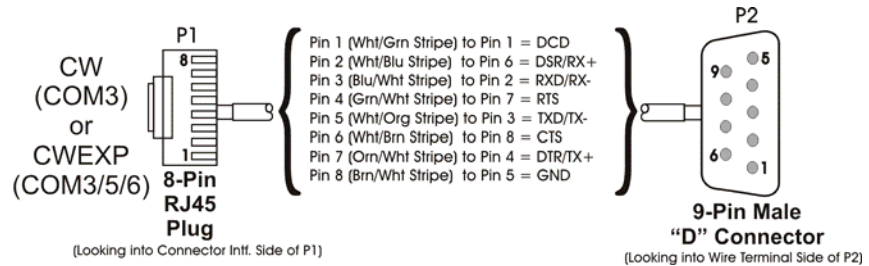 P1
8
1
CW
(COM3)
or
CWEXP
(COM3/5/6)
8-Pin
RJ45
Plug
(Looking into Connector Intf. Side of P1)
Pin 1 (Wht/Grn Stripe) to Pin 1 = DCD
Pin 2 (Wht/Blu Stripe) to Pin 6 = DSR/RX+
Pin 3 (Blu/Wht Stripe) to Pin 2 = RXD/RX-
Pin 4 (Grn/Wht Stripe) to Pin 7 = RTS
Pin 5 (Wht/Org Stripe) to Pin 3 = TXD/TX-
Pin 6 (Wht/Brn Stripe) to Pin 8 = CTS
Pin 7 (Orn/Wht Stripe) to Pin 4 = DTR/TX+
Pin 8 (Brn/Wht Stripe) to Pin 5 = GND
P2
5
9
6
1
9-Pin Male
“D” Connector
(Looking into Wire Terminal Side of P2)